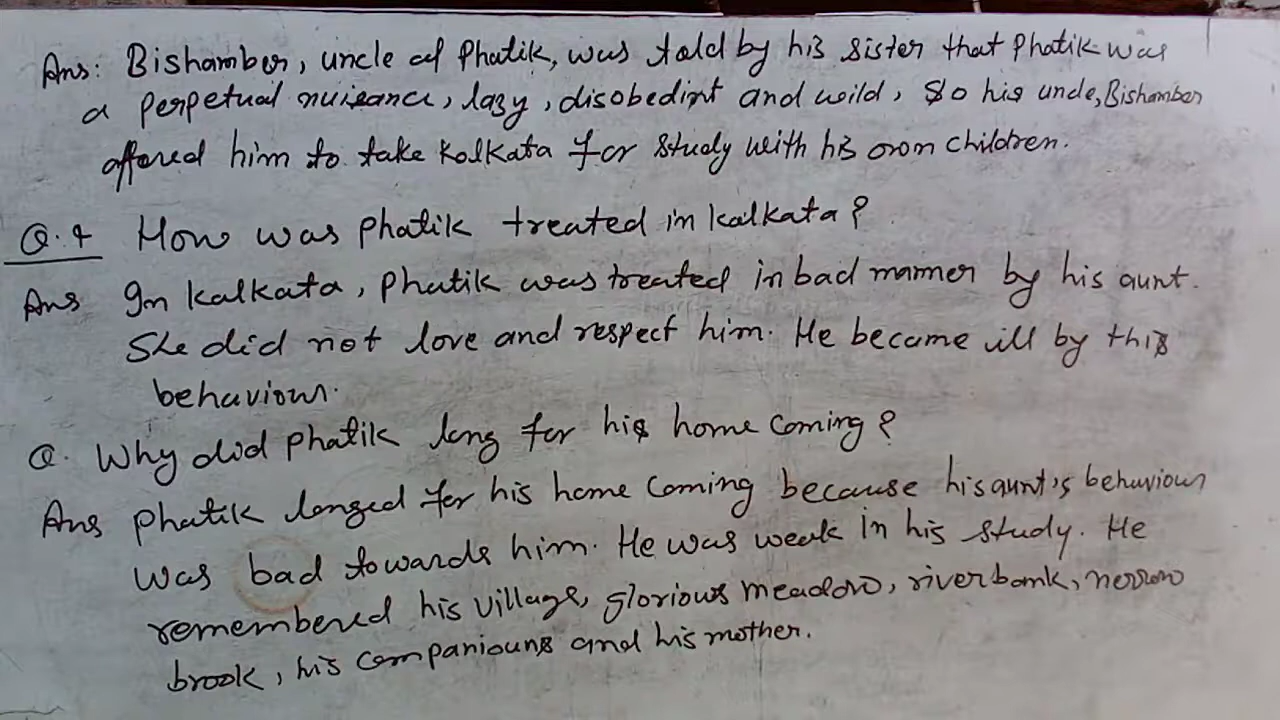 Ans: Bishamber, uncle of Phatik, was told by his sister that Phatik was
a perpetual nuisance, lazy, disobedint and wild, So his uncle, Bishamber
offered him to take Kolkata for study with his own children.
Q.4 How was phatik treated in kalkata?
Ans In kalkata, phatik was treated in bad manner by his aunt.
She did not love and respect him. He became ill by this
behaviour.
Q. Why did phatik long for his home coming?
Ans phatik longed for his home coming because his aunt's behaviour
was bad towards him. He was weak in his study. He
remembered his village, glorious meadow, riverbank, nerrow
brook, his companiouns and his mother.